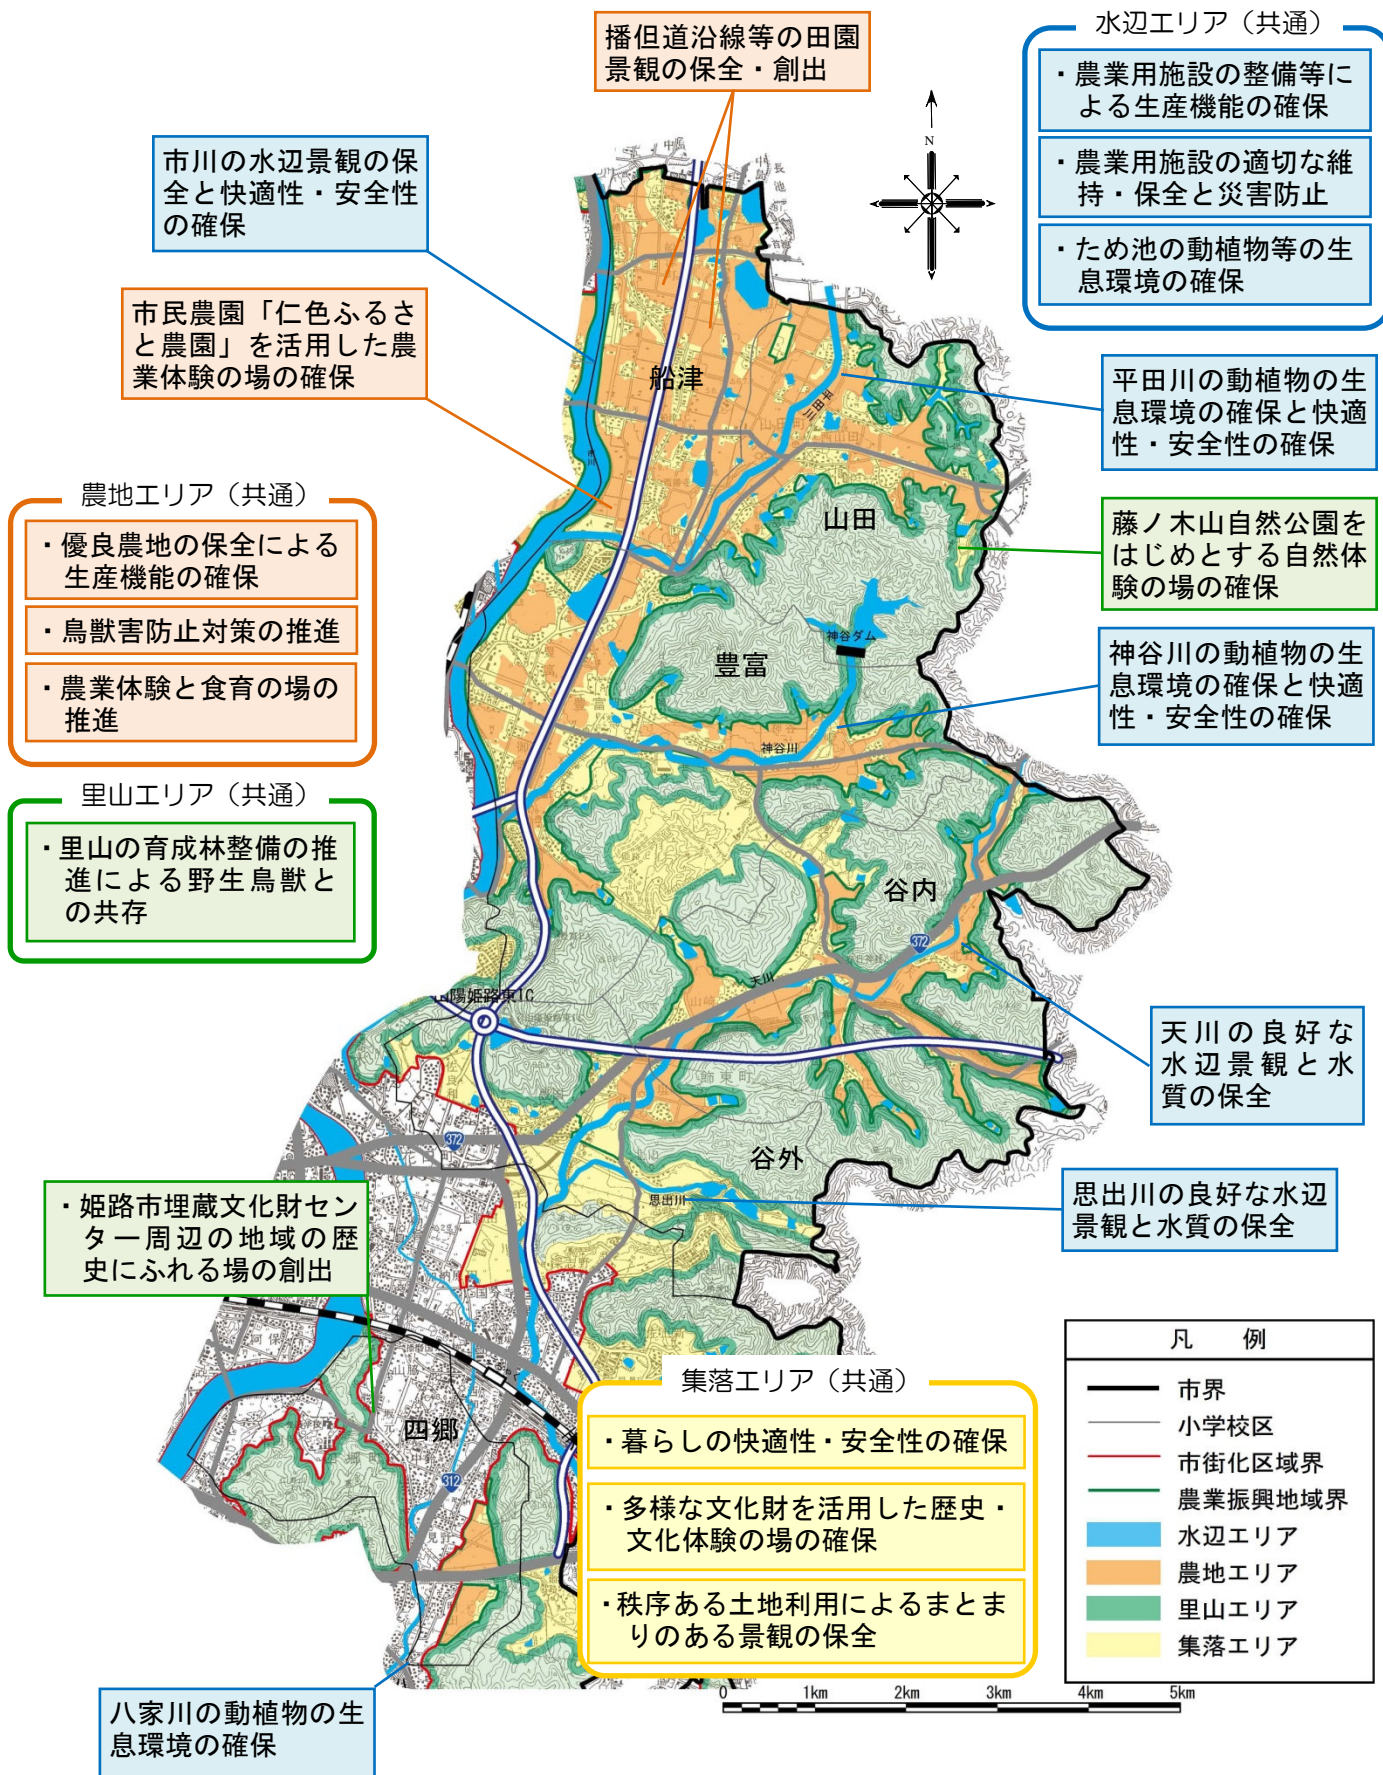 播但道沿線等の田園
景観の保全・創出
水辺エリア（共通）
・農業用施設の整備等に
よる生産機能の確保
・農業用施設の適切な維
持・保全と災害防止
・ため池の動植物等の生
息環境の確保
N
市川の水辺景観の保
全と快適性・安全性
の確保
市民農園「仁色ふるさ
と農園」を活用した農
業体験の場の確保
平田川の動植物の生
息環境の確保と快適
性・安全性の確保
船津
平田川
農地エリア（共通）
・優良農地の保全による
生産機能の確保
・鳥獣害防止対策の推進
・農業体験と食育の場の
推進
山田
藤ノ木山自然公園を
はじめとする自然体
験の場の確保
神谷ダム
豊富
神谷川の動植物の生
息環境の確保と快適
性・安全性の確保
神谷川
里山エリア（共通）
・里山の育成林整備の推
進による野生鳥獣と
の共存
谷内
372
天川
山陽姫路東IC
天川の良好な
水辺景観と水
質の保全
372
谷外
思出川
思出川の良好な水辺
景観と水質の保全
・姫路市埋蔵文化財セン
ター周辺の地域の歴
史にふれる場の創出
四郷
312
集落エリア（共通）
・暮らしの快適性・安全性の確保
・多様な文化財を活用した歴史・
文化体験の場の確保
・秩序ある土地利用によるまとま
りのある景観の保全
凡　例
市界
小学校区
市街化区域界
農業振興地域界
水辺エリア
農地エリア
里山エリア
集落エリア
0 1km 2km 3km 4km 5km
八家川の動植物の生
息環境の確保